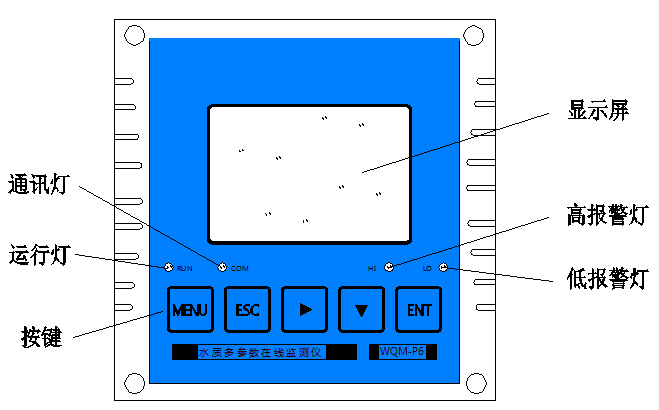 显示屏
通讯灯
高报警灯
运行灯
RUN
COM
HI
LO
低报警灯
按键
MENU
ESC
ENT
水质多参数在线监测仪
WQM-P6